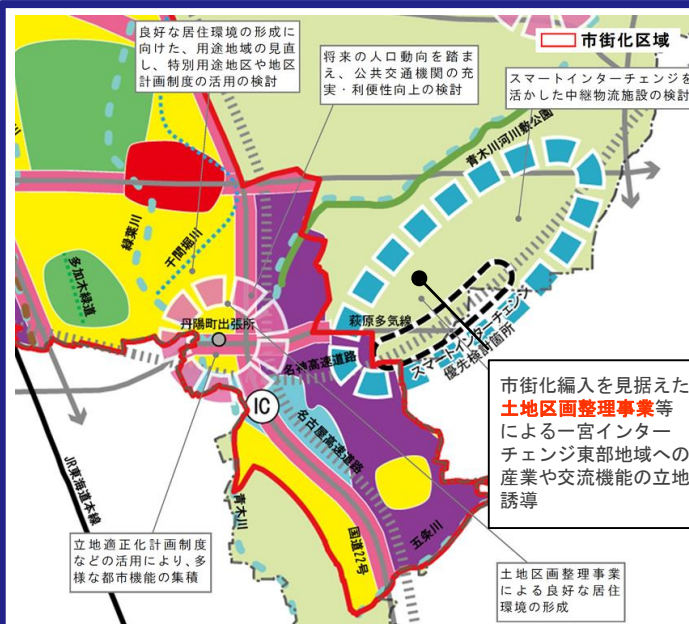 良好な居住環境の形成に
向けた、用途地域の見直
し、特別用途地区や地区
計画制度の活用の検討
将来の人口動向を踏ま
え、公共交通機関の充
実・利便性向上の検討
市街化区域
スマートインターチェンジを
活かした中継物流施設の検討
青木川河川敷公園
緑葉川
千間堀川
多加木緑道
丹陽町出張所
萩原多気線
スマートインターチェンジ
優先検討箇所
名神高速道路
IC
名古屋高速道路
市街化編入を見据えた
土地区画整理事業等
による一宮インター
チェンジ東部地域への
産業や交流機能の立地
誘導
JR東海道本線
青木川
国道22号
五条川
立地適正化計画制度
などの活用により、多
様な都市機能の集積
土地区画整理事業
による良好な居住
環境の形成